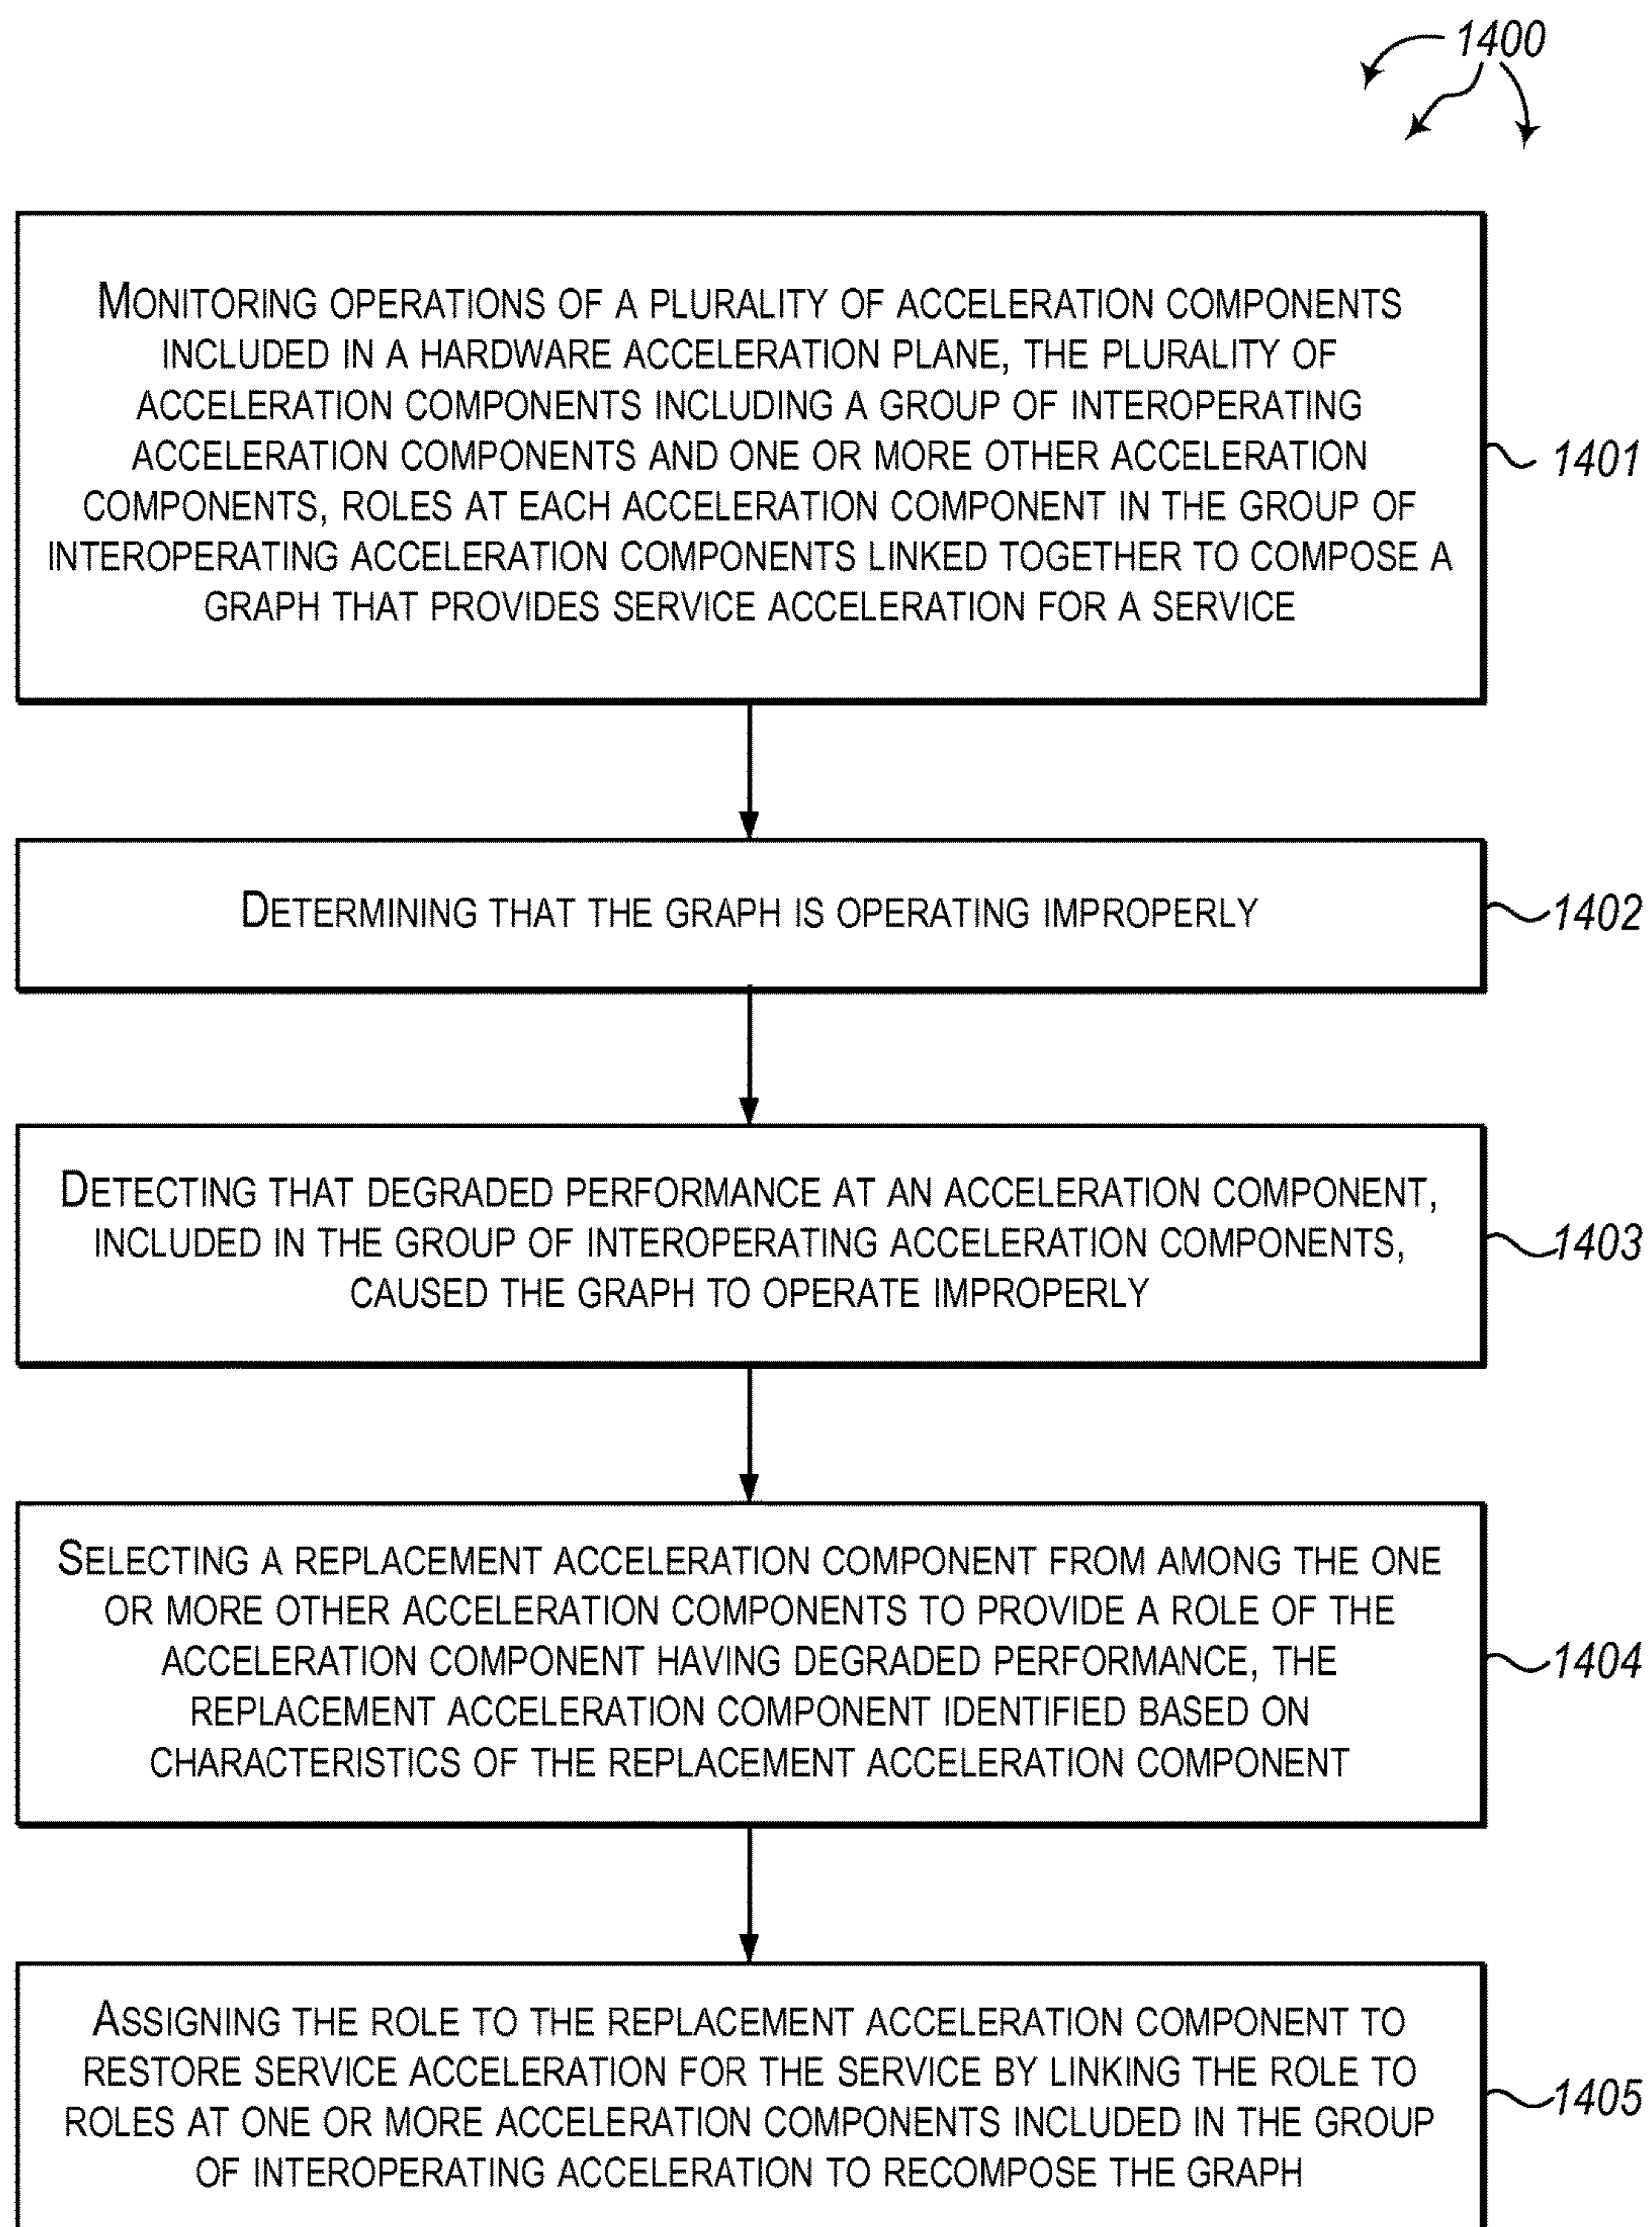 1400
MONITORING OPERATIONS OF A PLURALITY OF ACCELERATION COMPONENTS
INCLUDED IN A HARDWARE ACCELERATION PLANE, THE PLURALITY OF
ACCELERATION COMPONENTS INCLUDING A GROUP OF INTEROPERATING
ACCELERATION COMPONENTS AND ONE OR MORE OTHER ACCELERATION
COMPONENTS, ROLES AT EACH ACCELERATION COMPONENT IN THE GROUP OF
INTEROPERATING ACCELERATION COMPONENTS LINKED TOGETHER TO COMPOSE A
GRAPH THAT PROVIDES SERVICE ACCELERATION FOR A SERVICE
1401
DETERMINING THAT THE GRAPH IS OPERATING IMPROPERLY
1402
DETECTING THAT DEGRADED PERFORMANCE AT AN ACCELERATION COMPONENT,
INCLUDED IN THE GROUP OF INTEROPERATING ACCELERATION COMPONENTS,
CAUSED THE GRAPH TO OPERATE IMPROPERLY
1403
SELECTING A REPLACEMENT ACCELERATION COMPONENT FROM AMONG THE ONE
OR MORE OTHER ACCELERATION COMPONENTS TO PROVIDE A ROLE OF THE
ACCELERATION COMPONENT HAVING DEGRADED PERFORMANCE, THE
REPLACEMENT ACCELERATION COMPONENT IDENTIFIED BASED ON
CHARACTERISTICS OF THE REPLACEMENT ACCELERATION COMPONENT
1404
ASSIGNING THE ROLE TO THE REPLACEMENT ACCELERATION COMPONENT TO
RESTORE SERVICE ACCELERATION FOR THE SERVICE BY LINKING THE ROLE TO
ROLES AT ONE OR MORE ACCELERATION COMPONENTS INCLUDED IN THE GROUP
OF INTEROPERATING ACCELERATION TO RECOMPOSE THE GRAPH
1405